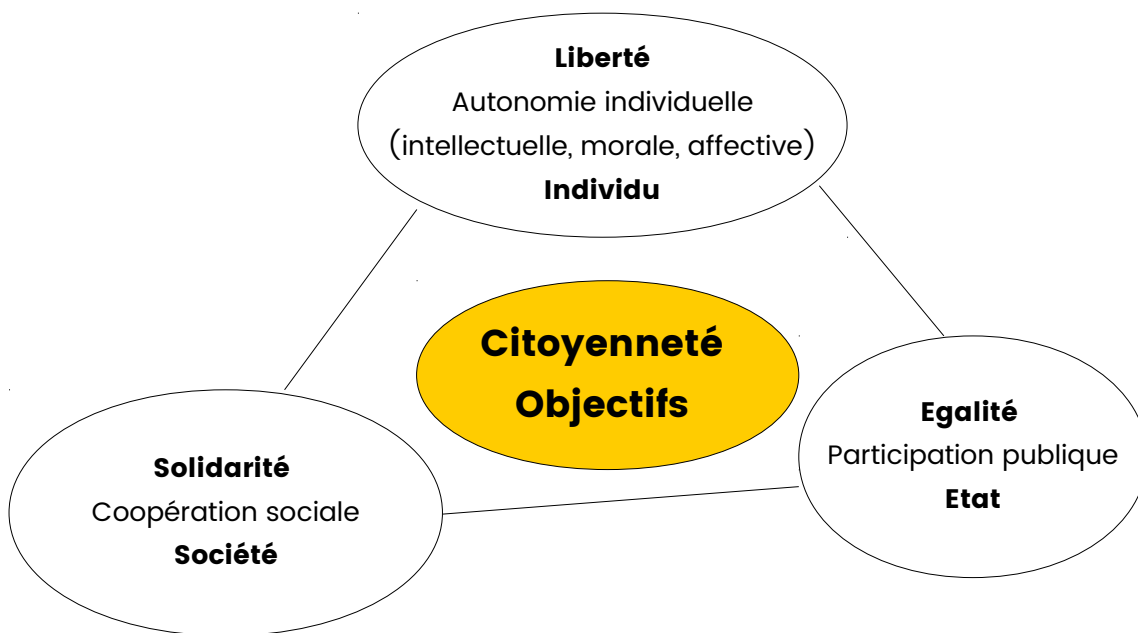 Liberté
Autonomie individuelle
(intellectuelle, morale, affective)
Individu
Citoyenneté
Objectifs
Egalité
Participation publique
Etat
Solidarité
Coopération sociale
Société